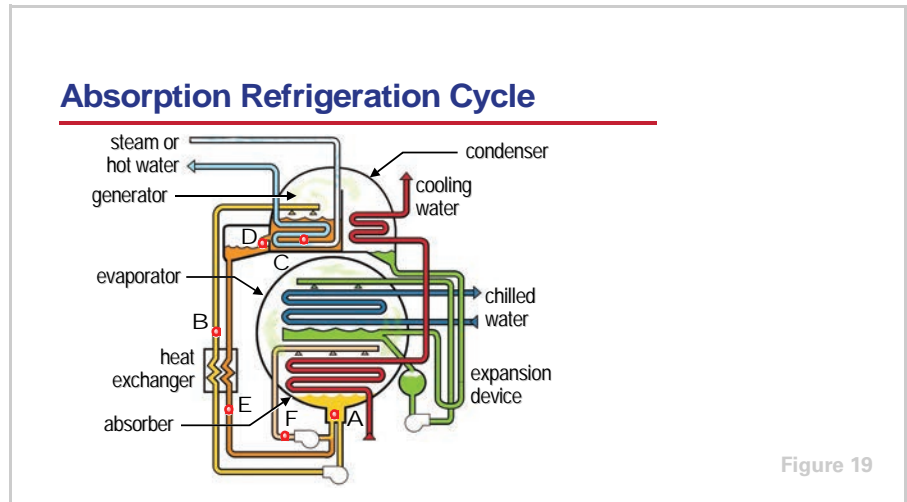 Absorption Refrigeration Cycle
steam or
hot water
generator
condenser
cooling
water
D
C
evaporator
chilled
water
B
heat
exchanger
expansion
device
E
absorber
F
A
Figure 19